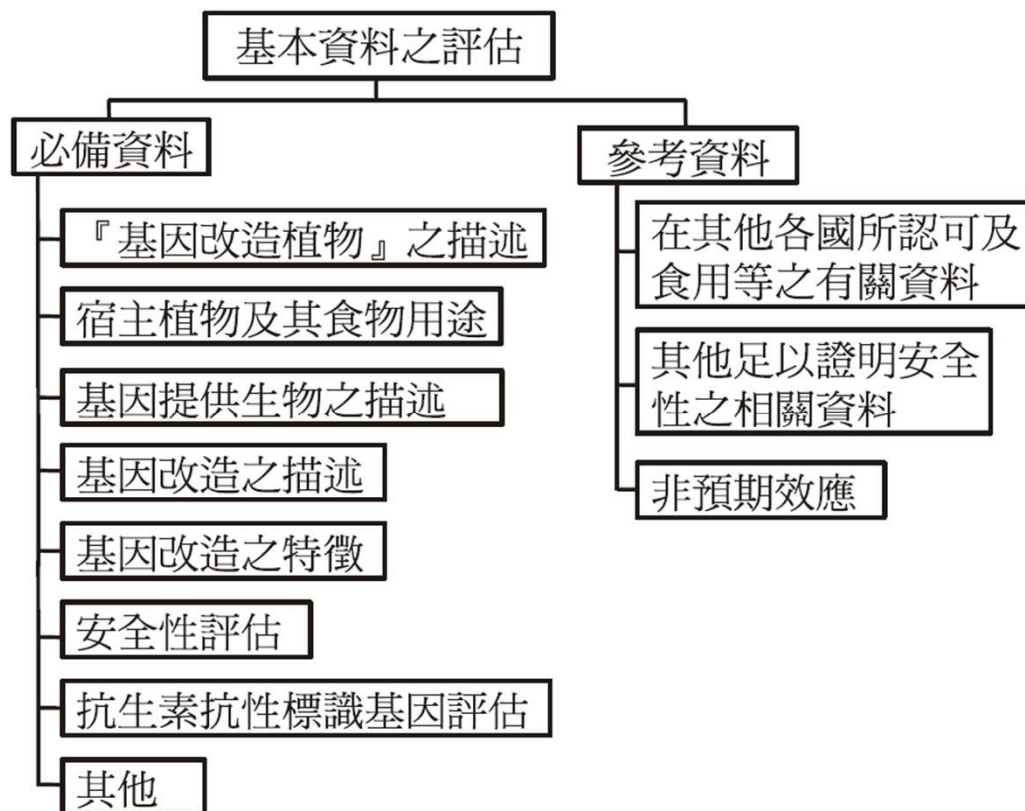 基本資料之評估
必備資料
『基因改造植物』之描述
宿主植物及其食物用途
基因提供生物之描述
基因改造之描述
基因改造之特徵
安全性評估
抗生素抗性標識基因評估
其他
參考資料
在其他各國所認可及
食用等之有關資料
其他足以證明安全
性之相關資料
非預期效應